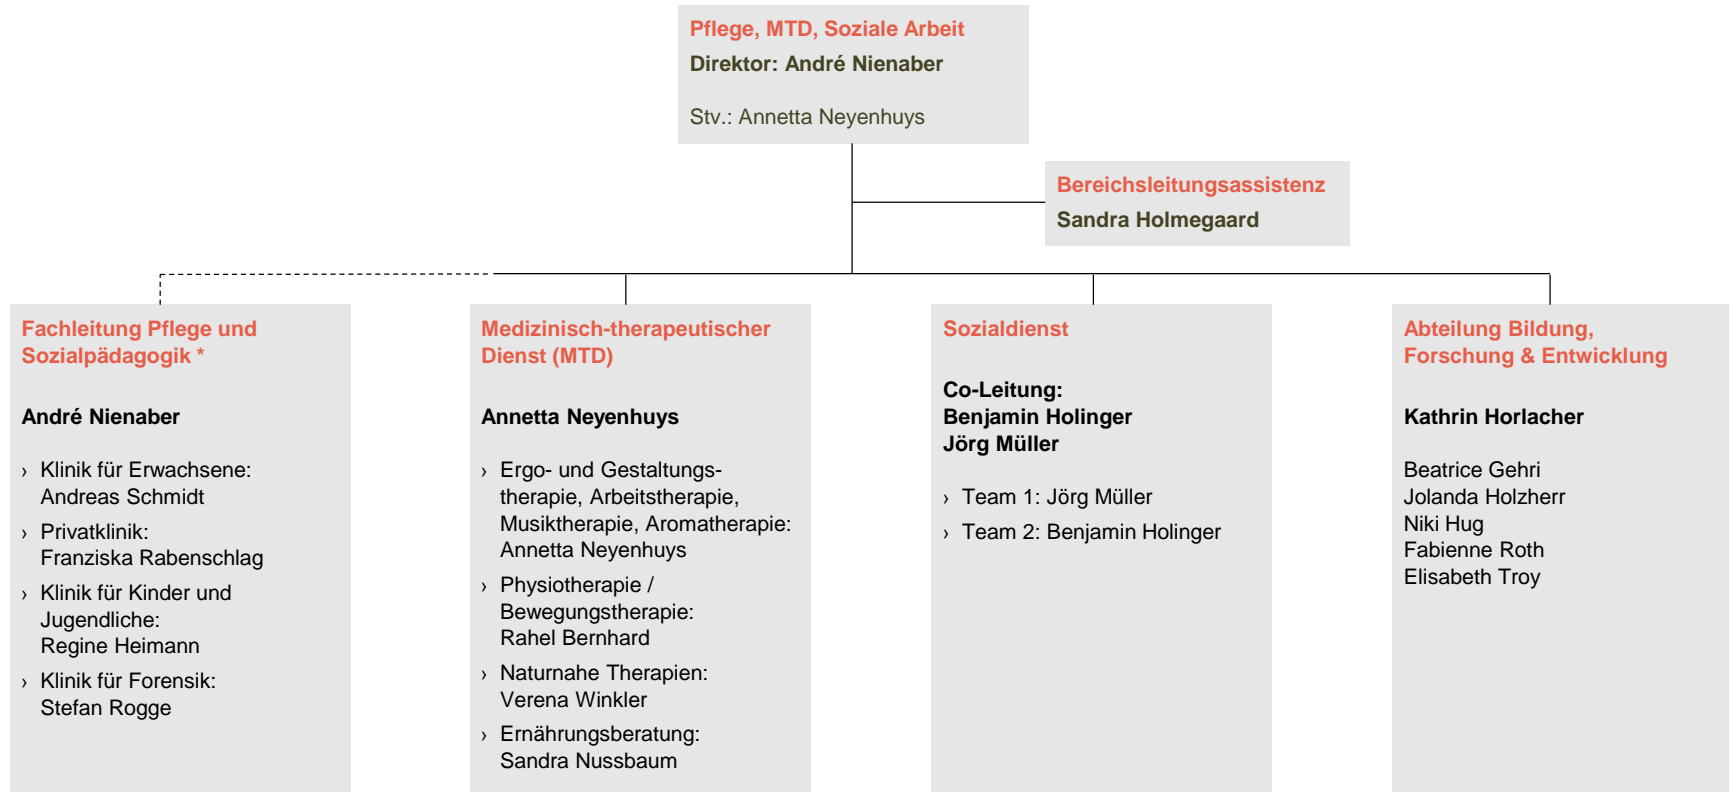 Pflege, MTD, Soziale Arbeit
Direktor: André Nienaber
Stv.: Annetta Neyenhuys
Bereichsleitungsassistenz
Sandra Holmegaard
Fachleitung Pflege und
Sozialpädagogik *
André Nienaber
› Klinik für Erwachsene:
Andreas Schmidt
› Privatklinik:
Franziska Rabenschlag
› Klinik für Kinder und
Jugendliche:
Regine Heimann
› Klinik für Forensik:
Stefan Rogge
Medizinisch-therapeutischer
Dienst (MTD)
Annetta Neyenhuys
› Ergo- und Gestaltungs-
therapie, Arbeitstherapie,
Musiktherapie, Aromatherapie:
Annetta Neyenhuys
› Physiotherapie /
Bewegungstherapie:
Rahel Bernhard
› Naturnahe Therapien:
Verena Winkler
› Ernährungsberatung:
Sandra Nussbaum
Sozialdienst
Co-Leitung:
Benjamin Holinger
Jörg Müller
› Team 1: Jörg Müller
› Team 2: Benjamin Holinger
Abteilung Bildung,
Forschung & Entwicklung
Kathrin Horlacher
Beatrice Gehri
Jolanda Holzherr
Niki Hug
Fabienne Roth
Elisabeth Troy